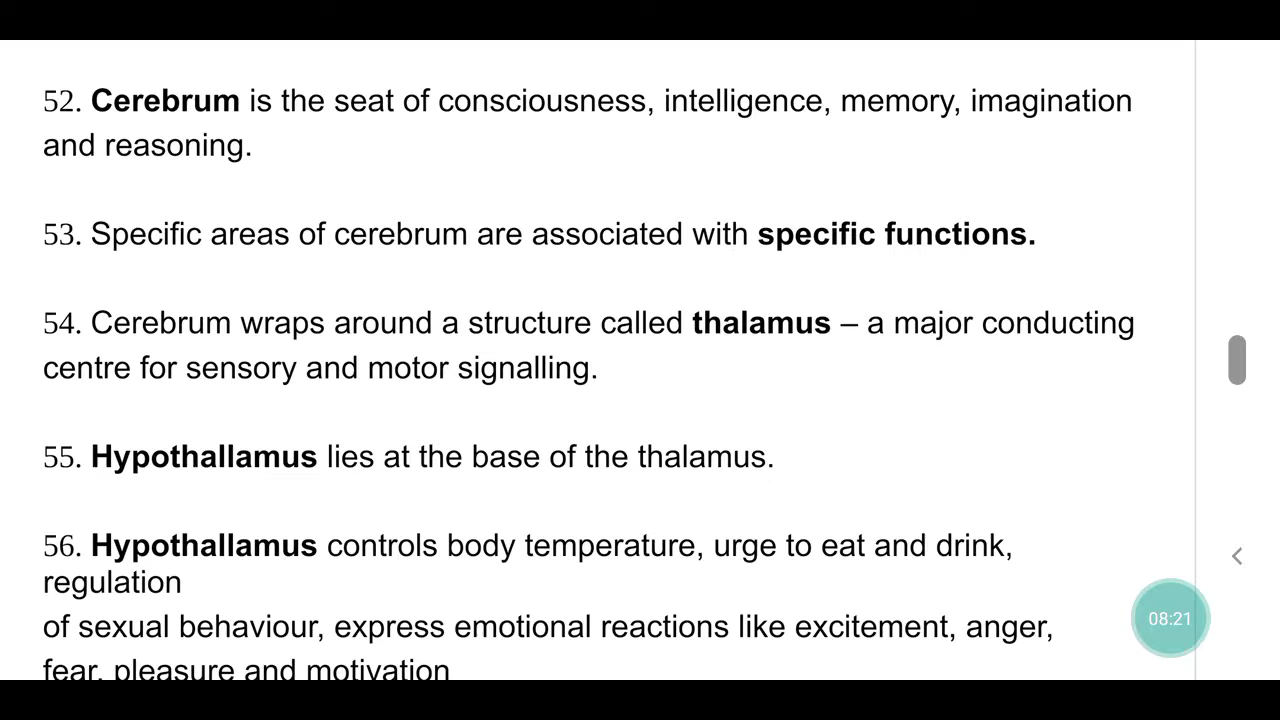 52. Cerebrum is the seat of consciousness, intelligence, memory, imagination
and reasoning.
53. Specific areas of cerebrum are associated with specific functions.
54. Cerebrum wraps around a structure called thalamus – a major conducting
centre for sensory and motor signalling.
55. Hypothallamus lies at the base of the thalamus.
56. Hypothallamus controls body temperature, urge to eat and drink,
regulation
of sexual behaviour, express emotional reactions like excitement, anger,
fear, pleasure and motivation
08:21